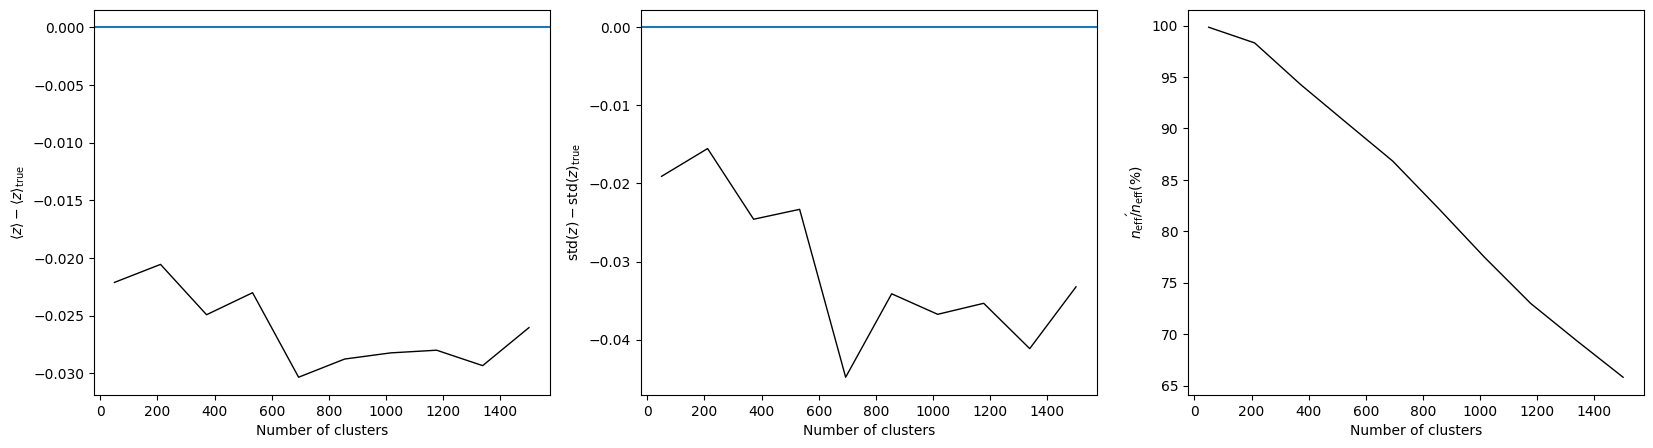 0.000
−0.005
−0.010
−0.015
−0.020
−0.025
−0.030
⟨z⟩ − ⟨z⟩true
0 200 400 600 800 1000 1200 1400
Number of clusters
0.00
−0.01
−0.02
−0.03
−0.04
std(z) − std(z)true
0 200 400 600 800 1000 1200 1400
Number of clusters
100
95
90
85
80
75
70
65
n′eff/neff(%)
0 200 400 600 800 1000 1200 1400
Number of clusters